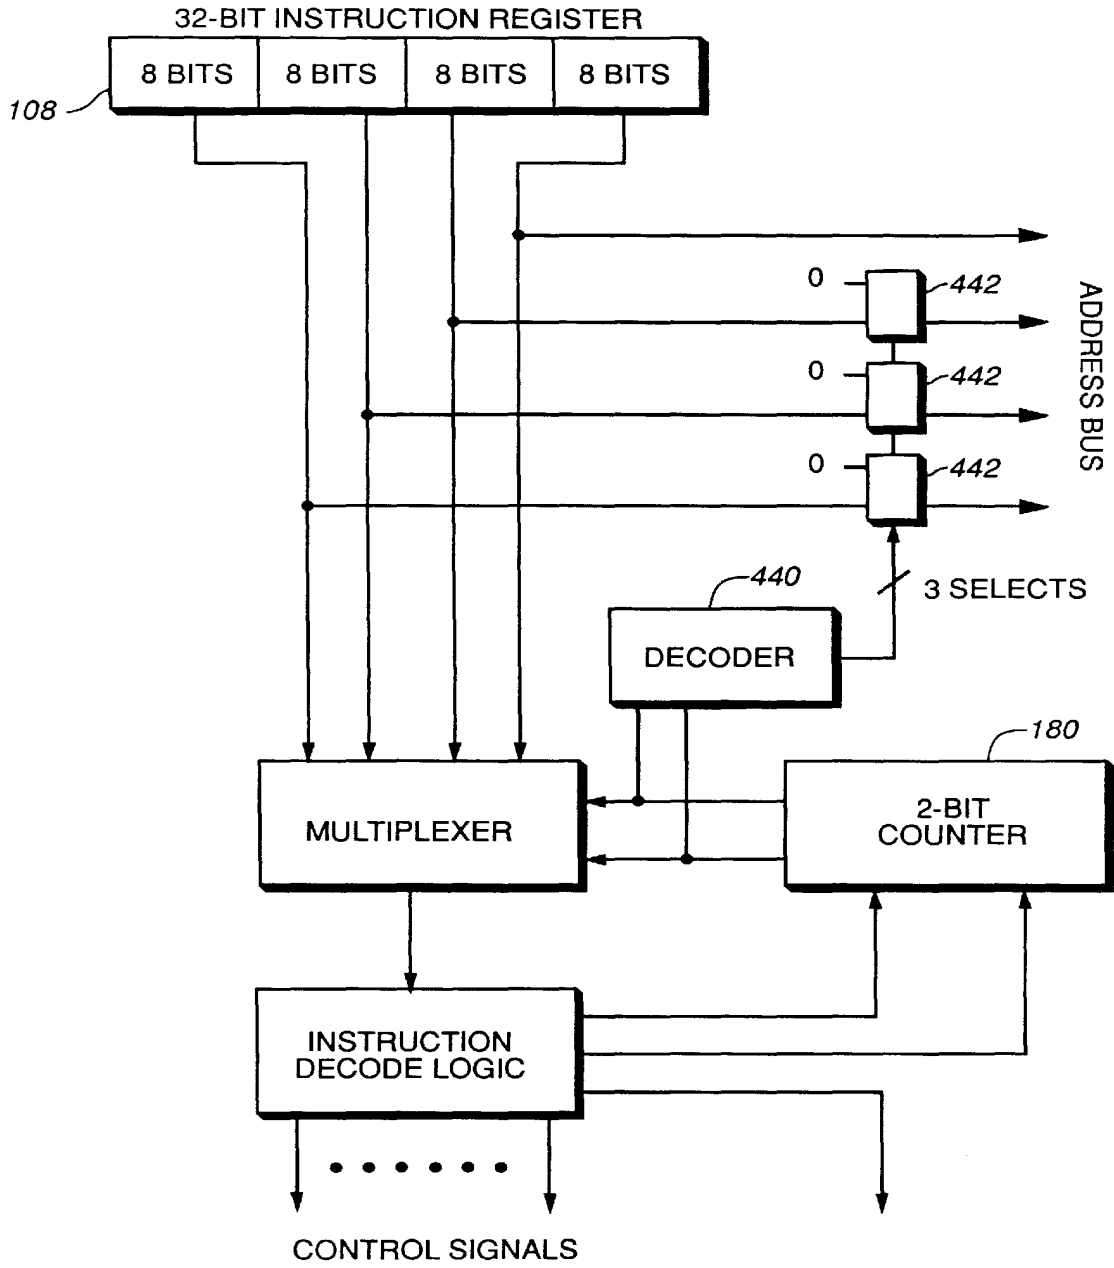 32-BIT INSTRUCTION REGISTER
8 BITS 8 BITS 8 BITS 8 BITS
108
0 442
0 442
0 442
ADDRESS BUS
3 SELECTS
440
DECODER
180
2-BIT
COUNTER
MULTIPLEXER
INSTRUCTION
DECODE LOGIC
CONTROL SIGNALS